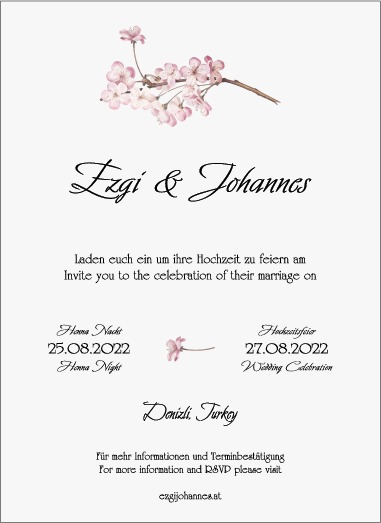 Ezgi & Johannes
Laden euch ein um ihre Hochzeit zu feiern am
Invite you to the celebration of their marriage on
Henna Nacht
25.08.2022
Henna Night
Hochzeitsfeier
27.08.2022
Wedding Celebration
Denizli, Turkey
Für mehr Informationen und Terminbestätigung
For more information and RSVP please visit
ezgijohannes.at